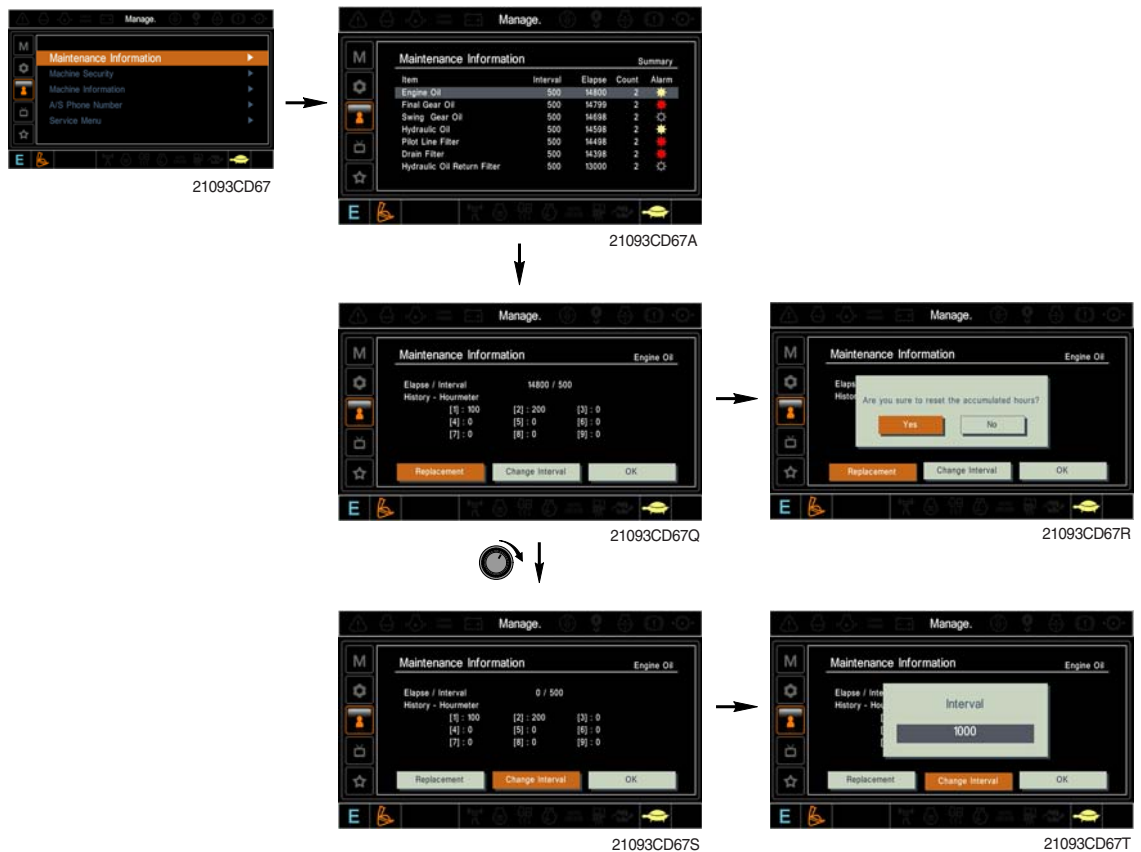 Manage.
M
Maintenance Information
Machine Security
Machine Information
A/S Phone Number
Service Menu
E
21093CD67
Manage.
M
Maintenance Information Summary
Item Interval Elapse Count Alarm
Engine Oil 500 14800 2
Final Gear Oil 500 14799 2
Swing Gear Oil 500 14698 2
Hydraulic Oil 500 14598 2
Pilot Line Filter 500 14498 2
Drain Filter 500 14398 2
Hydraulic Oil Return Filter 500 13000 2
E
21093CD67A
Manage.
M
Maintenance Information Engine Oil
Elapse / Interval 14800 / 500
History - Hourmeter
[1] : 100 [2] : 200 [3] : 0
[4] : 0 [5] : 0 [6] : 0
[7] : 0 [8] : 0 [9] : 0
Replacement Change Interval OK
E
21093CD67Q
Manage.
M
Maintenance Information Engine Oil
Elaps
Histor
Are you sure to reset the accumulated hours?
Yes No
Replacement Change Interval OK
E
21093CD67R
Manage.
M
Maintenance Information Engine Oil
Elapse / Interval 0 / 500
History - Hourmeter
[1] : 100 [2] : 200 [3] : 0
[4] : 0 [5] : 0 [6] : 0
[7] : 0 [8] : 0 [9] : 0
Replacement Change Interval OK
E
21093CD67S
Manage.
M
Maintenance Information Engine Oil
Elapse / Inte
History - Hou
Interval
1000
Replacement Change Interval OK
E
21093CD67T